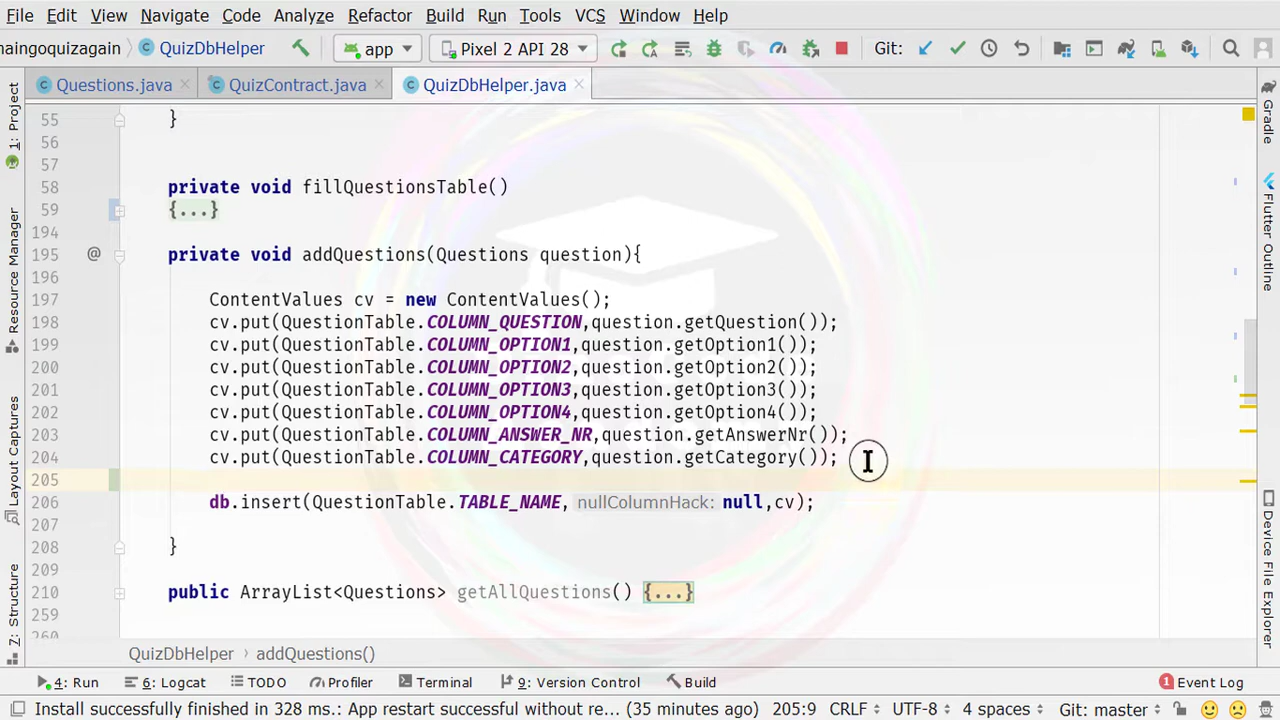 File Edit View Navigate Code Analyze Refactor Build Run Tools VCS Window Help
naingoquizagain QuizDbHelper app Pixel 2 API 28 Git:
Questions.java QuizContract.java QuizDbHelper.java
1: Project
Resource Manager
Layout Captures
Z: Structure
55 }
56
57
58 private void fillQuestionsTable()
59 {...}
194
195 @ private void addQuestions(Questions question){
196
197 ContentValues cv = new ContentValues();
198 cv.put(QuestionTable.COLUMN_QUESTION,question.getQuestion());
199 cv.put(QuestionTable.COLUMN_OPTION1,question.getOption1());
200 cv.put(QuestionTable.COLUMN_OPTION2,question.getOption2());
201 cv.put(QuestionTable.COLUMN_OPTION3,question.getOption3());
202 cv.put(QuestionTable.COLUMN_OPTION4,question.getOption4());
203 cv.put(QuestionTable.COLUMN_ANSWER_NR,question.getAnswerNr());
204 cv.put(QuestionTable.COLUMN_CATEGORY,question.getCategory());
205
206 db.insert(QuestionTable.TABLE_NAME, nullColumnHack: null,cv);
207
208 }
209
210 public ArrayList<Questions> getAllQuestions() {...}
259
260
Gradle
Flutter Outline
Device File Explorer
QuizDbHelper addQuestions()
4: Run 6: Logcat TODO Profiler Terminal 9: Version Control Build 1 Event Log
Install successfully finished in 328 ms.: App restart successful without re... (35 minutes ago) 205:9 CRLF UTF-8 4 spaces Git: master